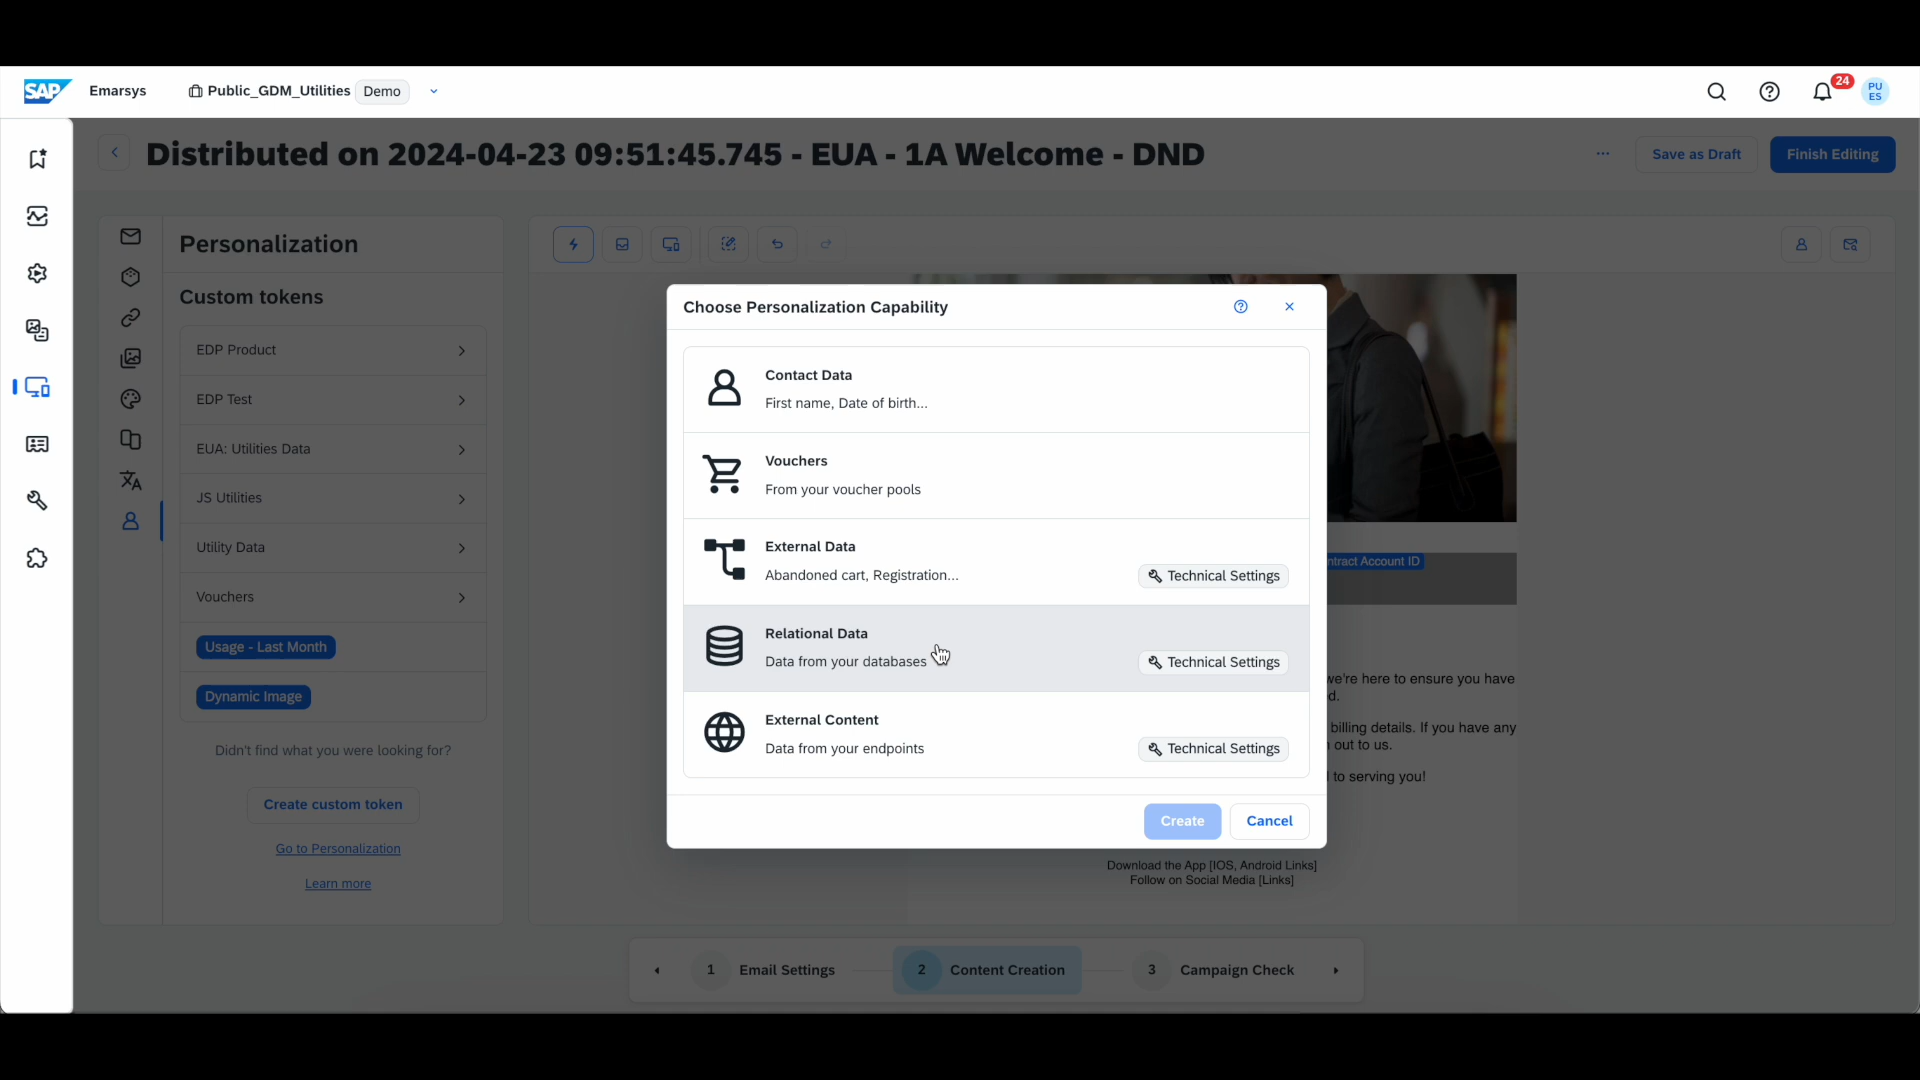 SAP Emarsys Public_GDM_Utilities Demo 24 PU ES
Distributed on 2024-04-23 09:51:45.745 - EUA - 1A Welcome - DND
Save as Draft
Finish Editing
Personalization
Custom tokens
EDP Product
EDP Test
EUA: Utilities Data
JS Utilities
Utility Data
Vouchers
Usage - Last Month
Dynamic Image
Didn't find what you were looking for?
Create custom token
Go to Personalization
Learn more
Choose Personalization Capability
Contact Data
First name, Date of birth...
Vouchers
From your voucher pools
External Data
Abandoned cart, Registration...
Technical Settings
Relational Data
Data from your databases
Technical Settings
External Content
Data from your endpoints
Technical Settings
Create
Cancel
ntract Account ID
we're here to ensure you have
d.
billing details. If you have any
out to us.
to serving you!
Download the App [IOS, Android Links]
Follow on Social Media [Links]
1 Email Settings
2 Content Creation
3 Campaign Check